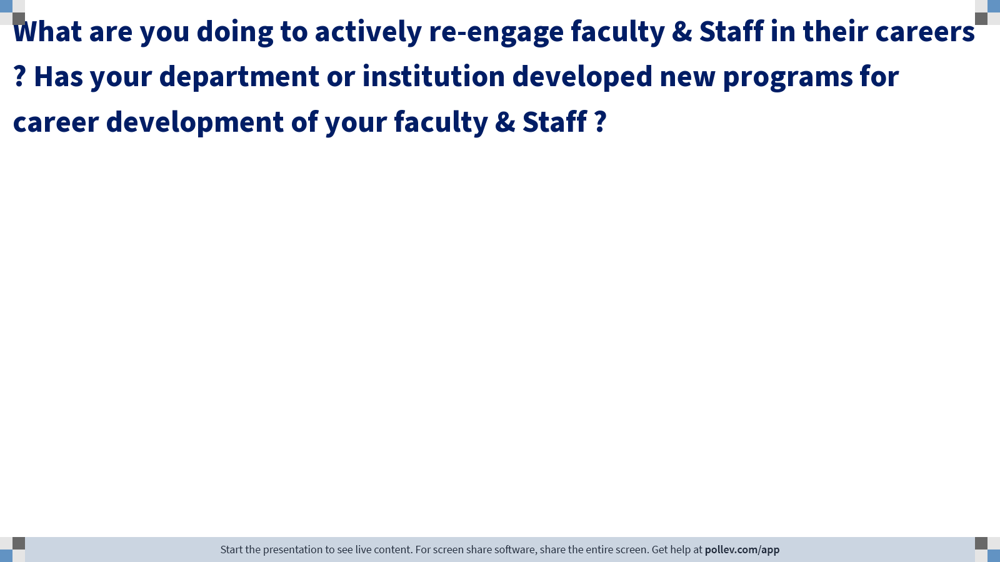 What are you doing to actively re-engage faculty & Staff in their careers
? Has your department or institution developed new programs for
career development of your faculty & Staff ?
Start the presentation to see live content. For screen share software, share the entire screen. Get help at pollev.com/app